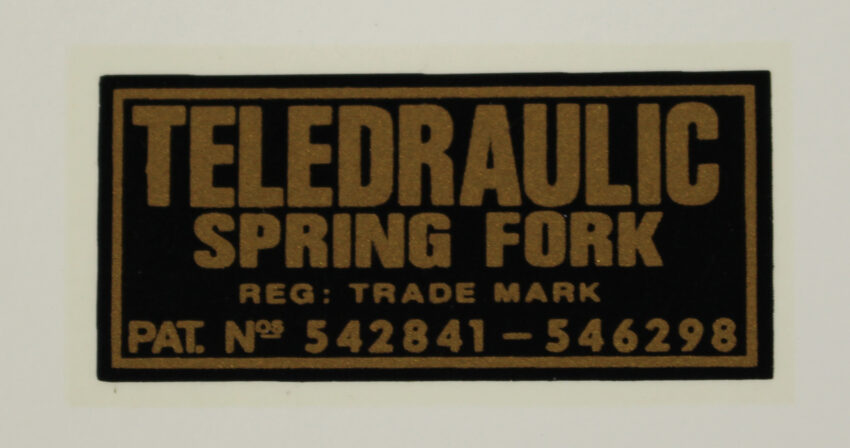 TELEDRAULIC
SPRING FORK
REG: TRADE MARK
PAT. Nos 542841 - 546298